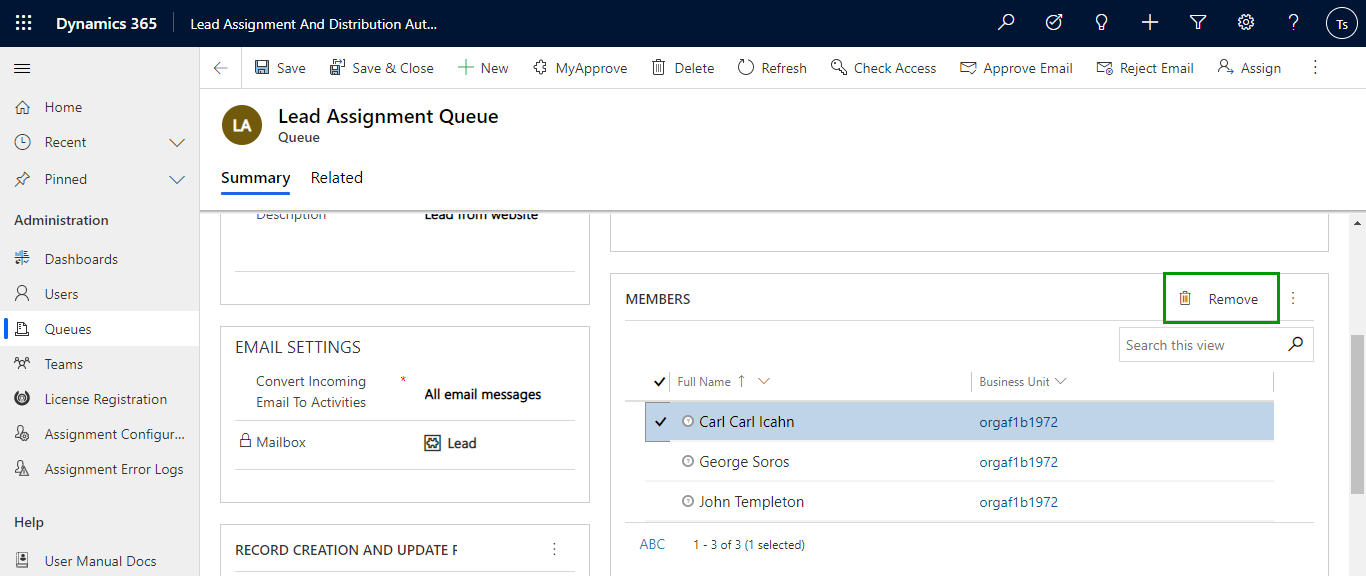 Dynamics 365
Lead Assignment And Distribution Aut...
Ts
Save
Save & Close
New
MyApprove
Delete
Refresh
Check Access
Approve Email
Reject Email
Assign
Home
Recent
Pinned
Administration
Dashboards
Users
Queues
Teams
License Registration
Assignment Configur...
Assignment Error Logs
Help
User Manual Docs
LA
Lead Assignment Queue
Queue
Summary
Related
Description
Lead from website
EMAIL SETTINGS
Convert Incoming
Email To Activities
*
All email messages
Mailbox
Lead
RECORD CREATION AND UPDATE R
MEMBERS
Remove
Search this view
Full Name
Business Unit
Carl Carl Icahn
orgaf1b1972
George Soros
orgaf1b1972
John Templeton
orgaf1b1972
ABC
1 - 3 of 3 (1 selected)